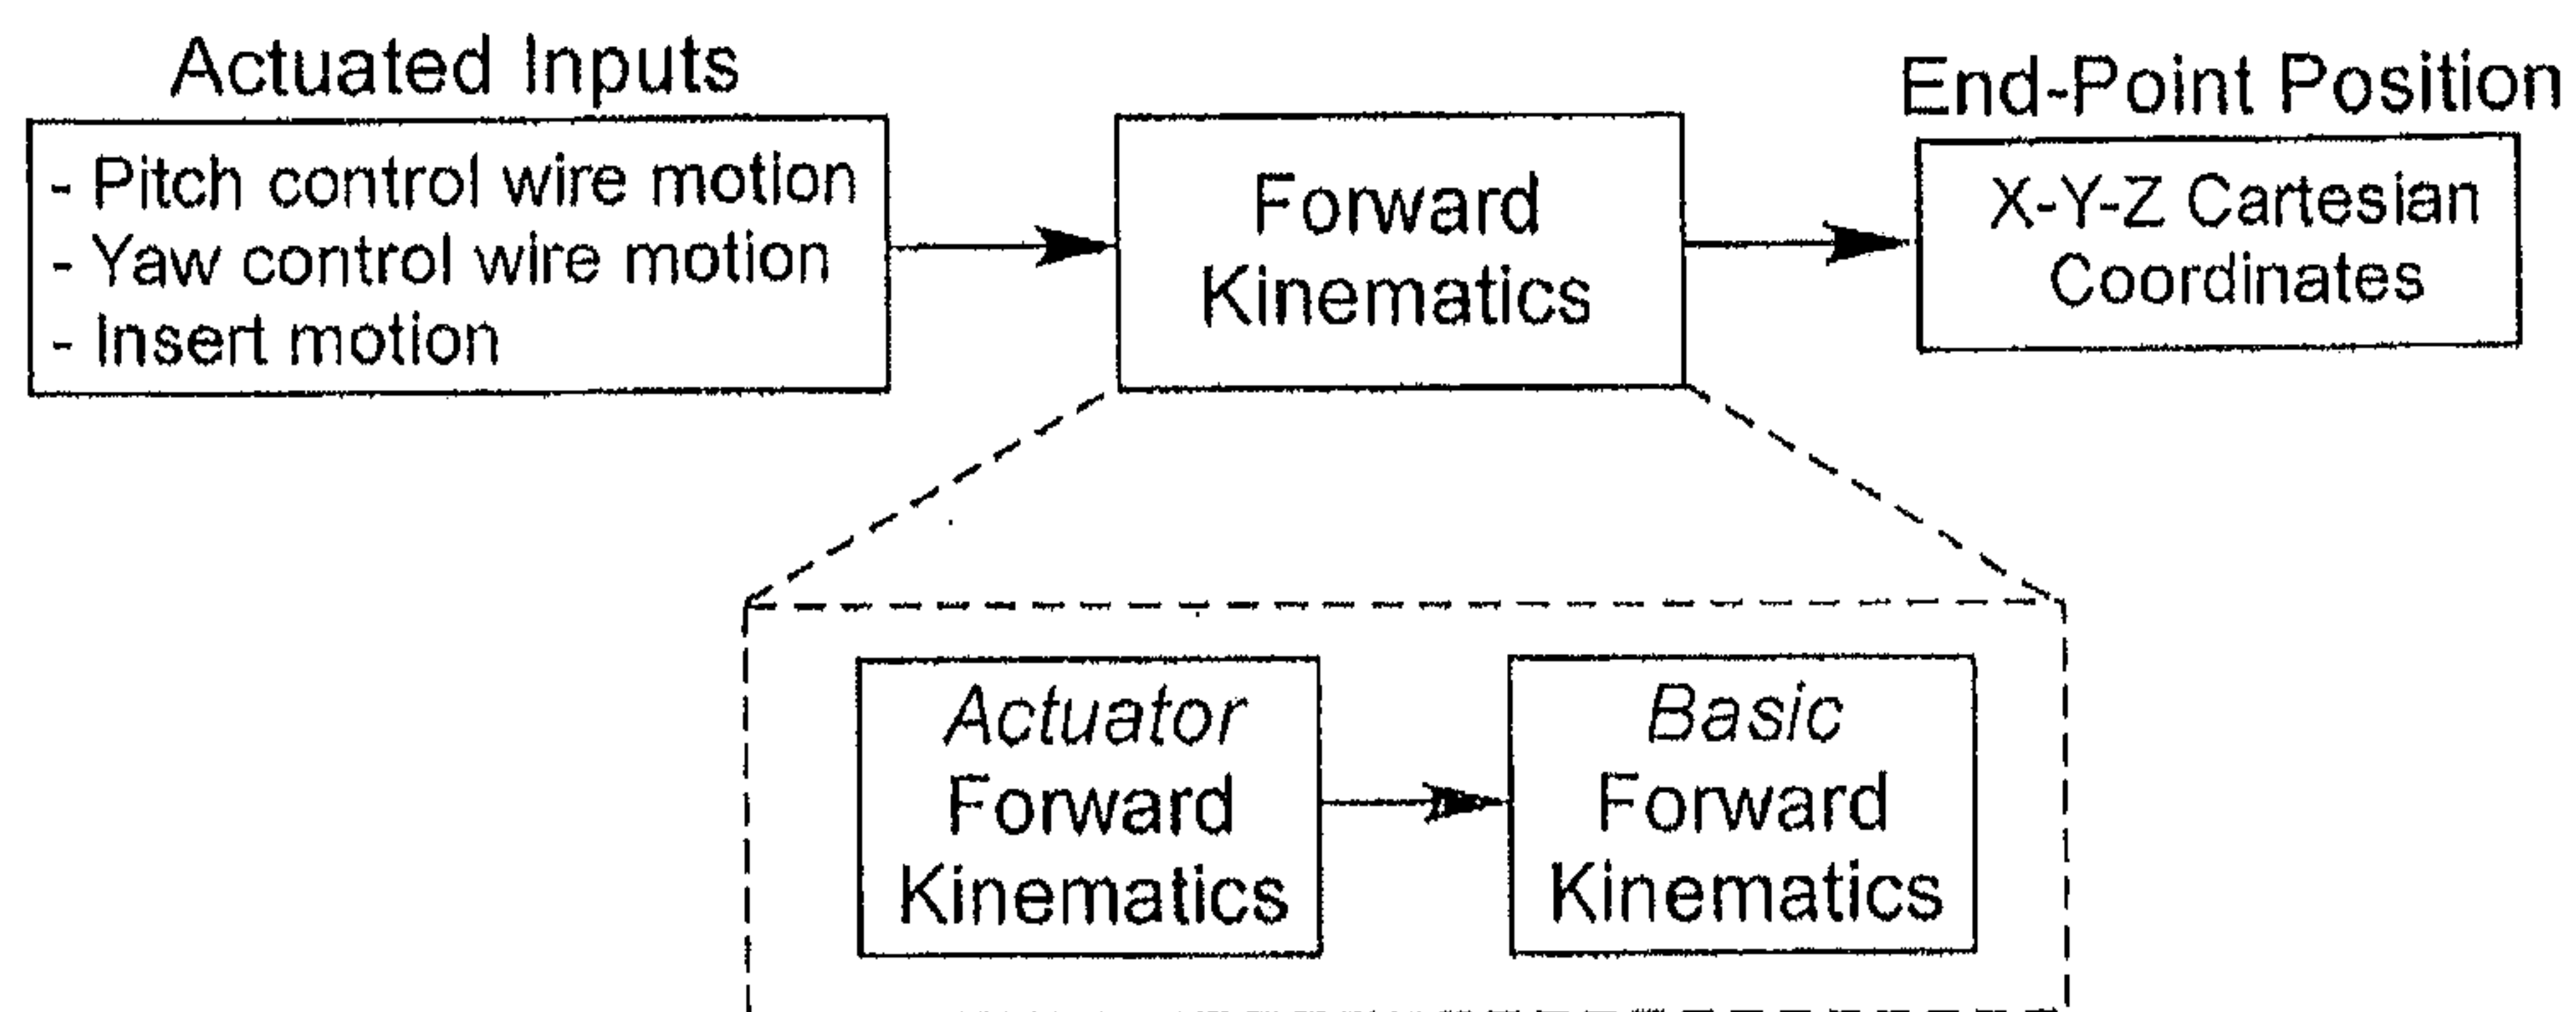 Actuated Inputs
- Pitch control wire motion
- Yaw control wire motion
- Insert motion
Forward
Kinematics
End-Point Position
X-Y-Z Cartesian
Coordinates
Actuator
Forward
Kinematics
Basic
Forward
Kinematics